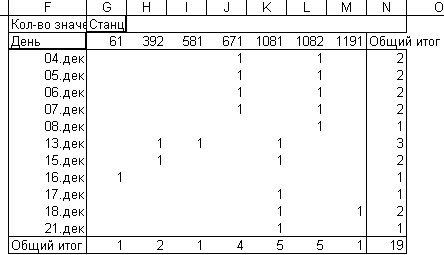 F G H I J K L M N O
Кол-во значе Станц
День 61 392 581 671 1081 1082 1191 Общий итог
04.дек 1 1 2
05.дек 1 1 2
06.дек 1 1 2
07.дек 1 1 2
08.дек 1 1
13.дек 1 1 1 3
15.дек 1 1 2
16.дек 1 1
17.дек 1 1
18.дек 1 1 2
21.дек 1 1
Общий итог 1 2 1 4 5 5 1 19